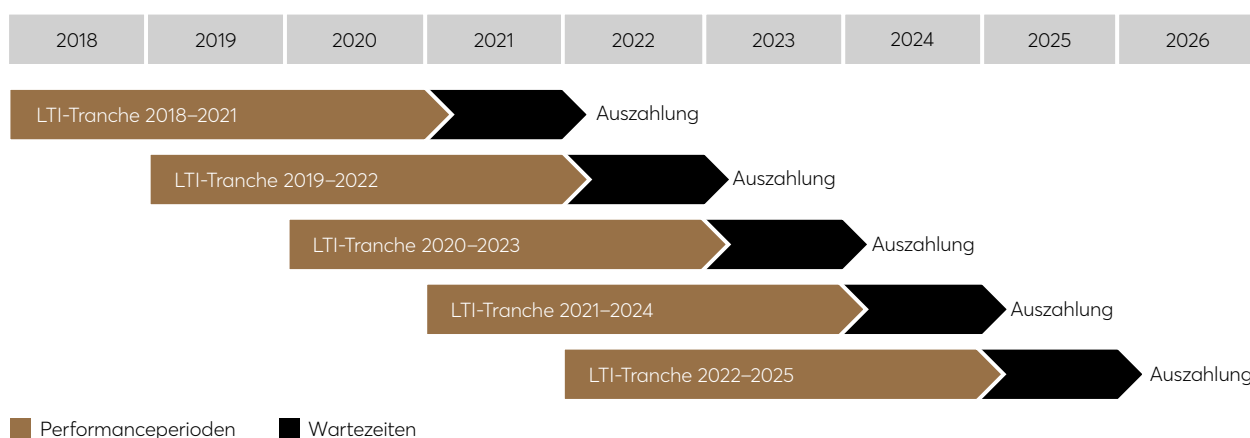 2018 2019 2020 2021 2022 2023 2024 2025 2026
LTI-Tranche 2018–2021 Auszahlung
LTI-Tranche 2019–2022 Auszahlung
LTI-Tranche 2020–2023 Auszahlung
LTI-Tranche 2021–2024 Auszahlung
LTI-Tranche 2022–2025 Auszahlung
Performanceperioden Wartezeiten